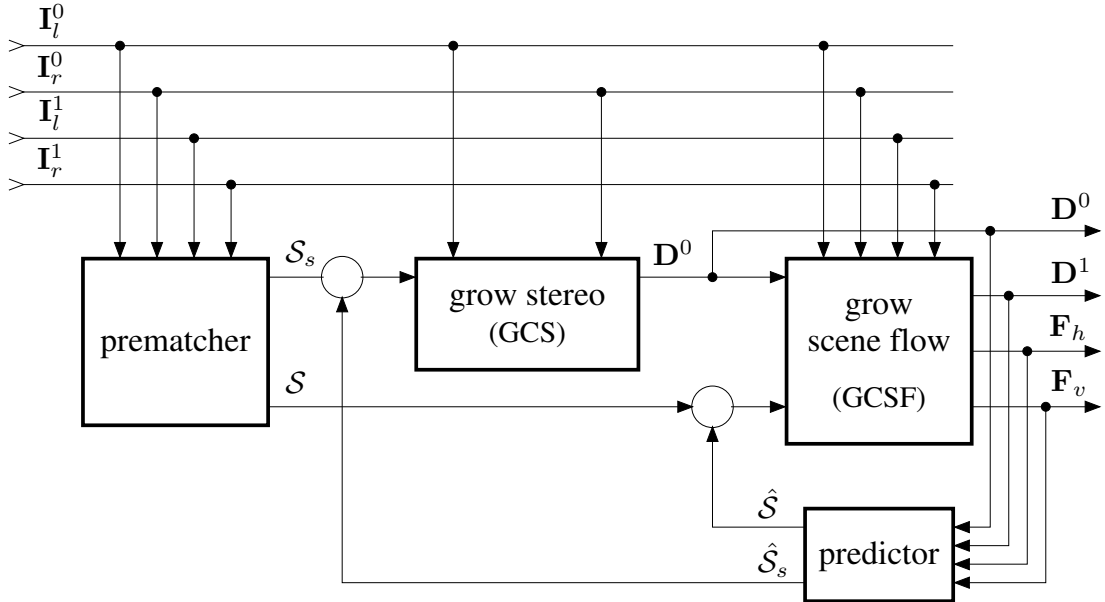 I_l^0
I_r^0
I_l^1
I_r^1
D^0
S_s
D^0
D^1
grow stereo
(GCS)
grow
scene flow
(GCSF)
prematcher
F_h
S
F_v
Ŝ
Ŝ_s
predictor